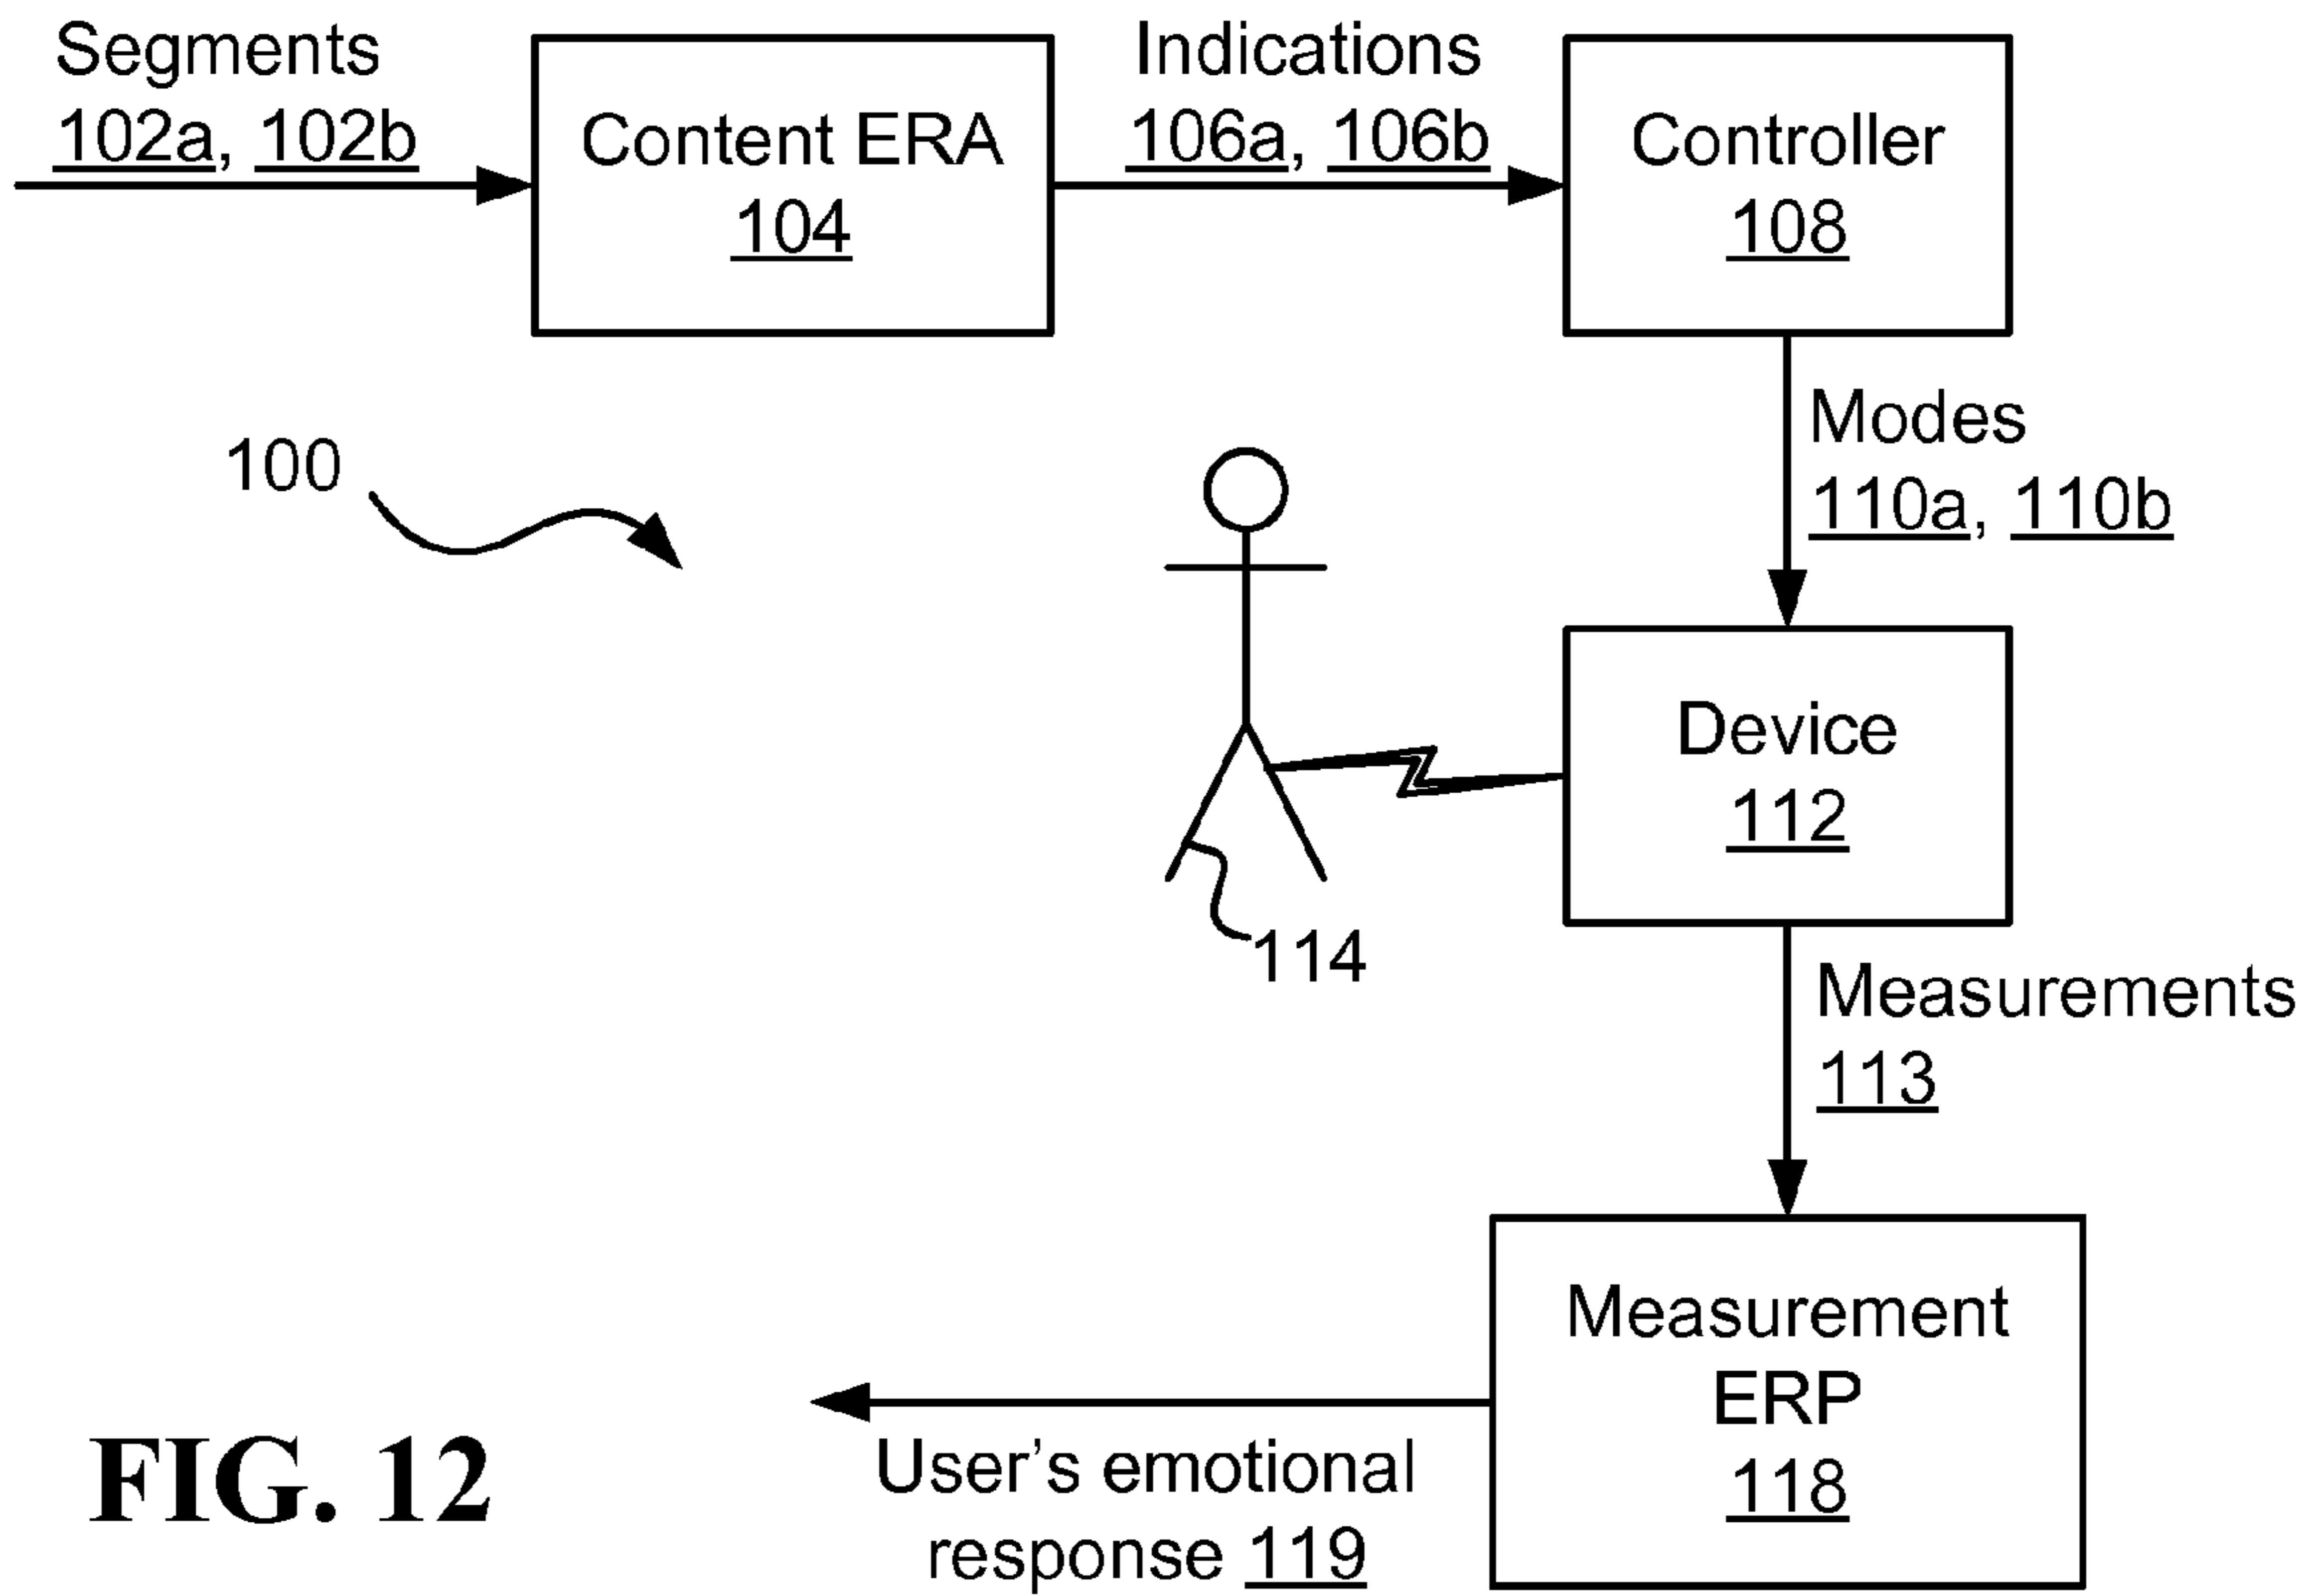 Segments
102a, 102b
Content ERA
104
Indications
106a, 106b
Controller
108
Modes
110a, 110b
100
Device
112
114
Measurements
113
Measurement
ERP
118
User's emotional
response 119
FIG. 12